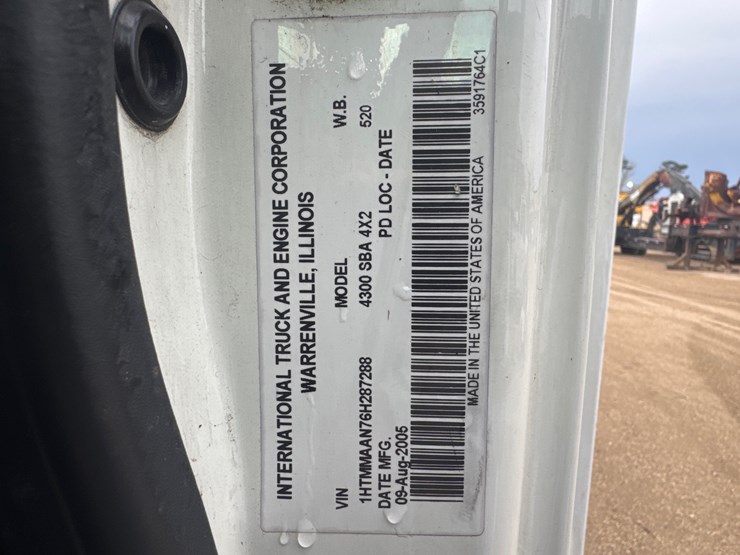 INTERNATIONAL TRUCK AND ENGINE CORPORATION
WARRENVILLE, ILLINOIS
VIN MODEL W.B.
1HTMMAAN76H287288 4300 SBA 4X2 520
DATE MFG. PD LOC - DATE
09-Aug-2005
MADE IN THE UNITED STATES OF AMERICA 3591764C1